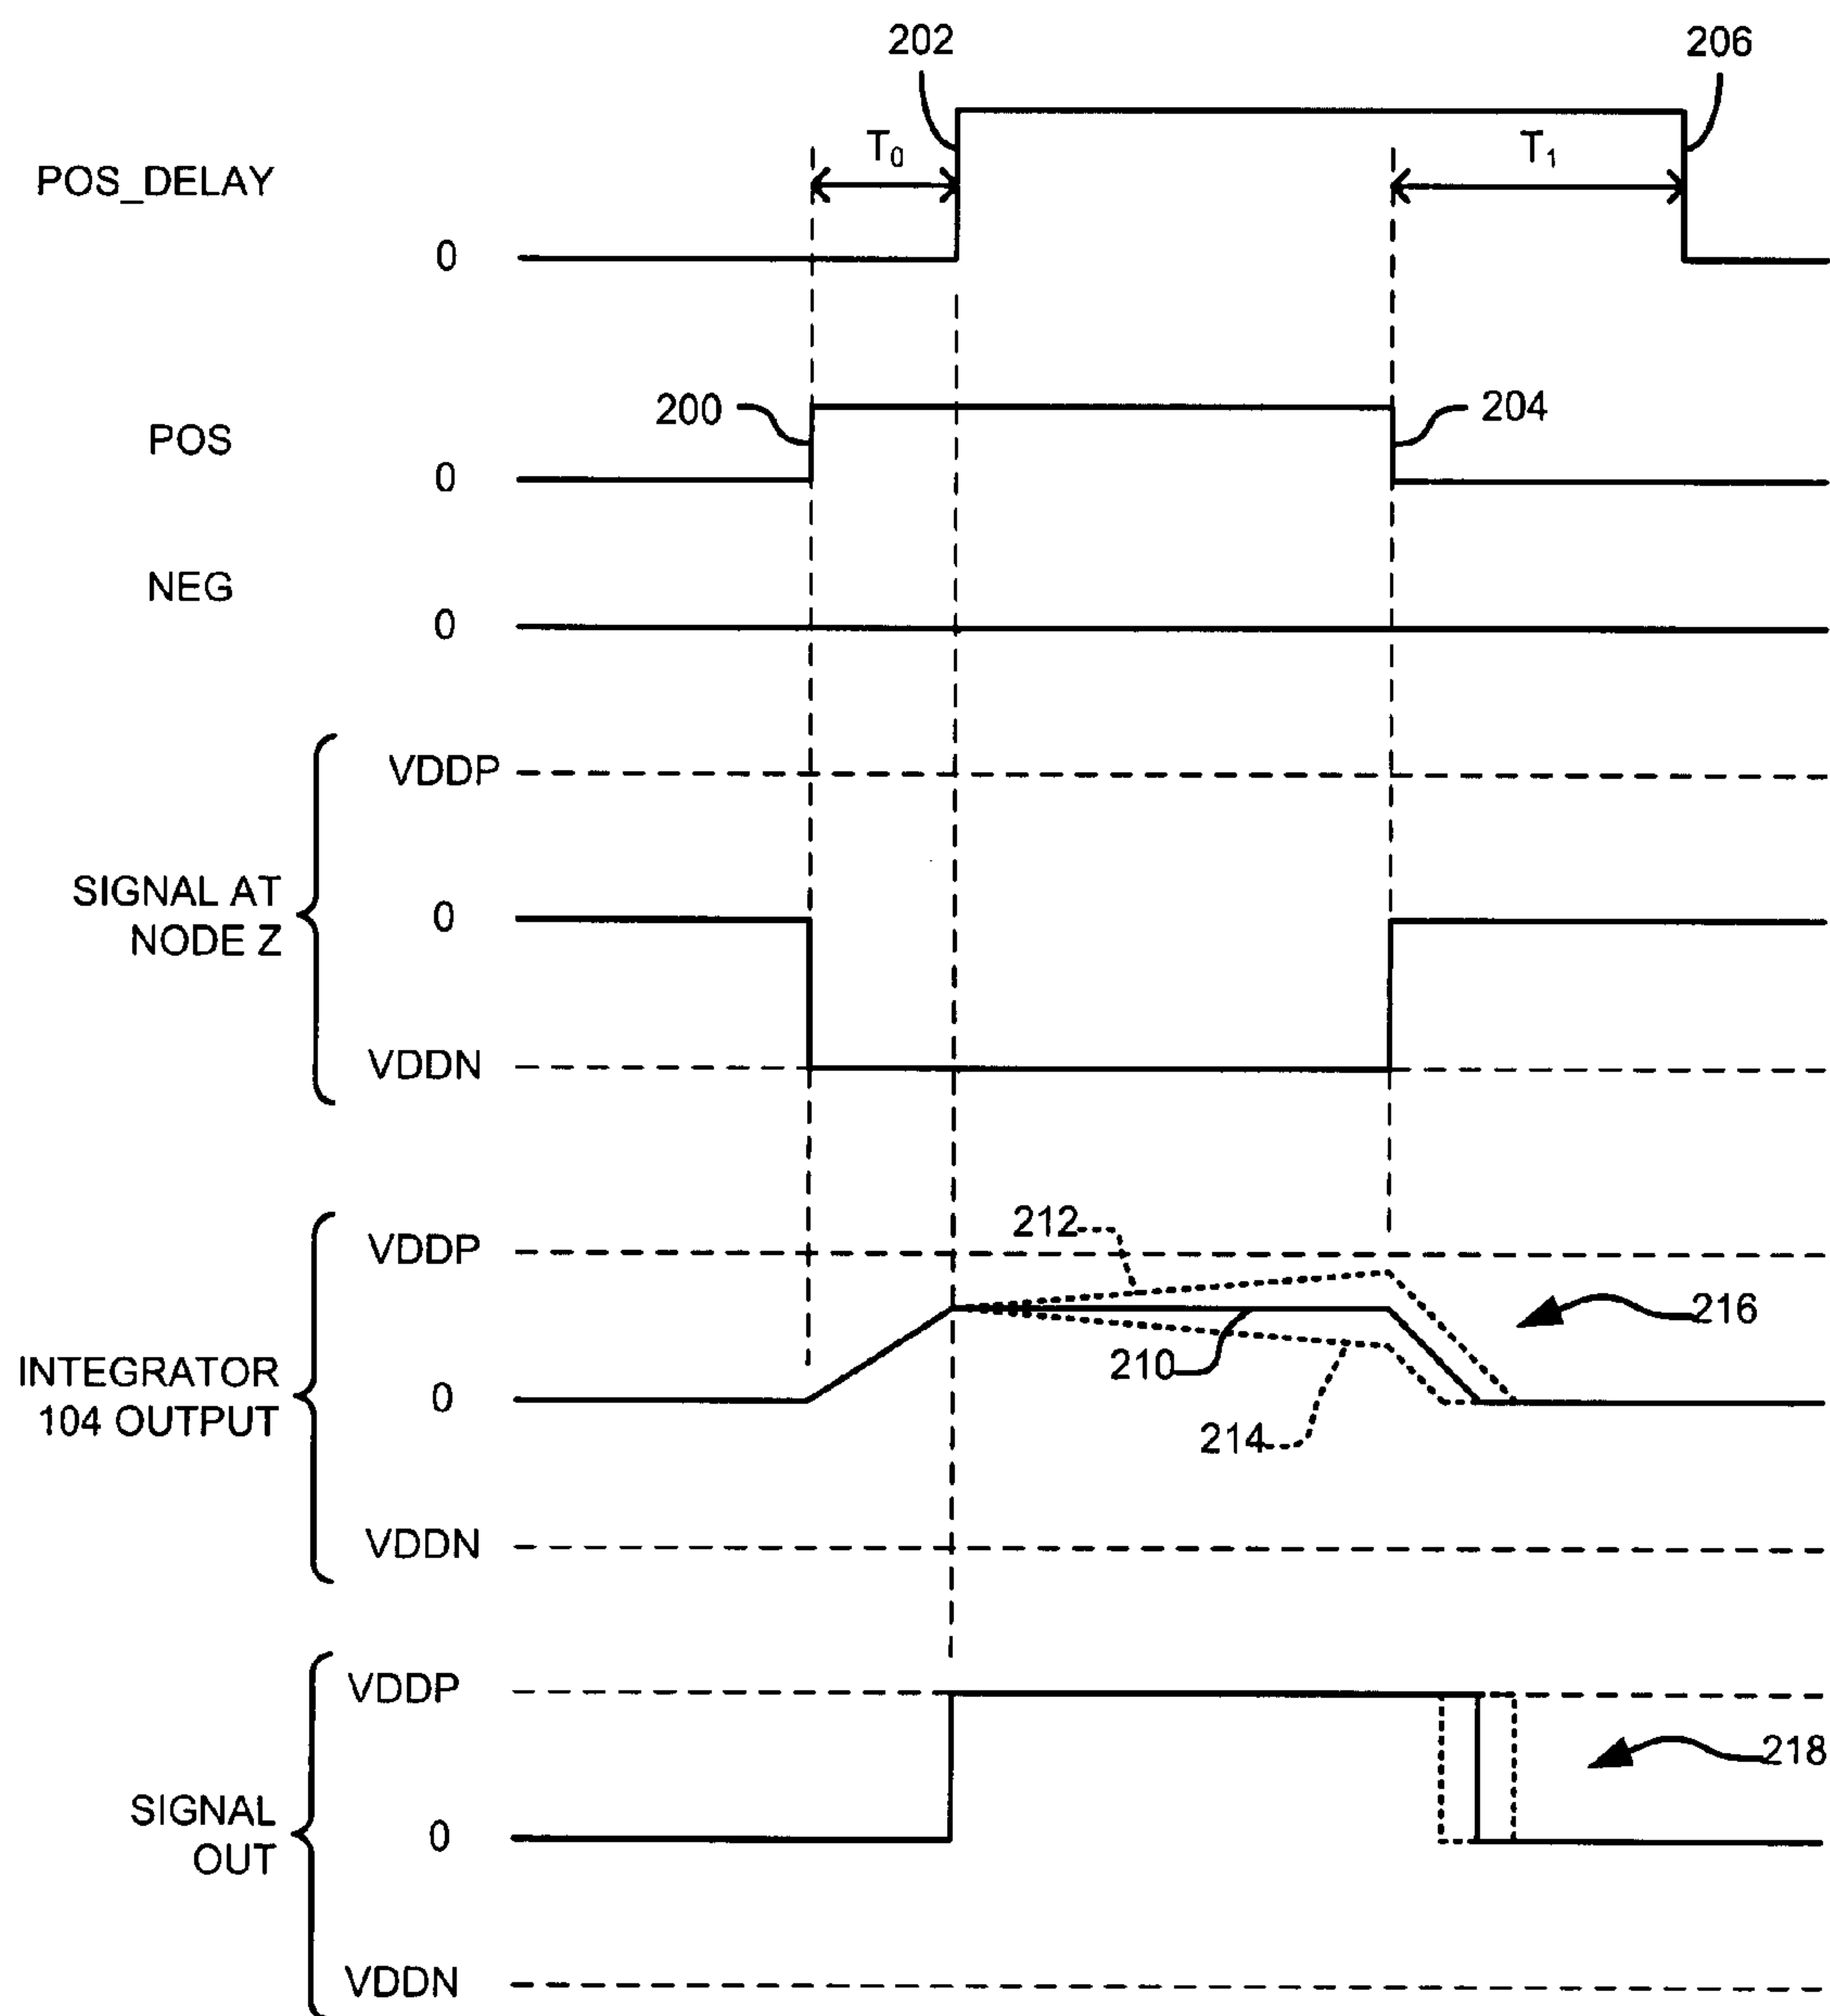 202
206
T₀
T₁
POS_DELAY
0
200
204
POS
0
NEG
0
VDDP
SIGNAL AT
NODE Z
0
VDDN
212
VDDP
216
210
INTEGRATOR
104 OUTPUT
0
214
VDDN
VDDP
218
SIGNAL
OUT
0
VDDN